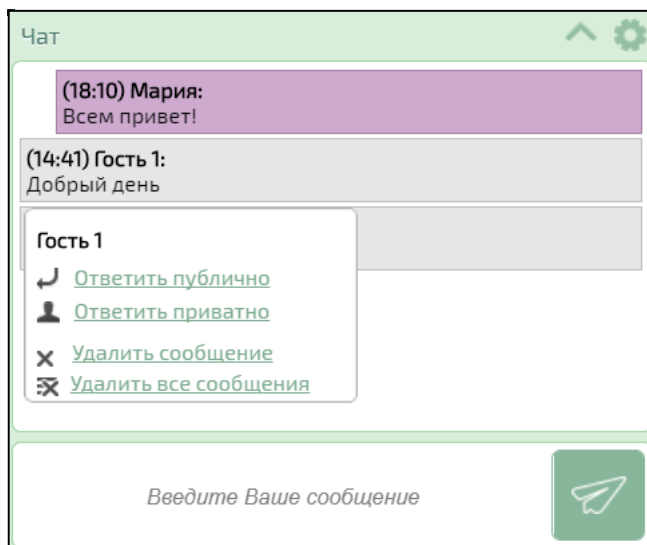 Чат
(18:10) Мария:
Всем привет!
(14:41) Гость 1:
Добрый день
Гость 1
Ответить публично
Ответить приватно
Удалить сообщение
Удалить все сообщения
Введите Ваше сообщение